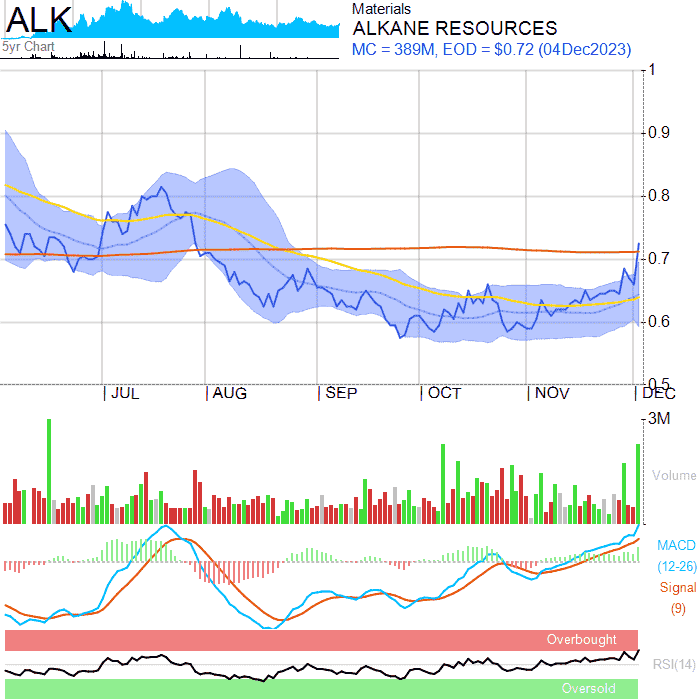 ALK
5yr Chart
Materials
ALKANE RESOURCES
MC = 389M, EOD = $0.72 (04Dec2023)
1
0.9
0.8
0.7
0.6
0.5
JUL AUG SEP OCT NOV DEC
3M
Volume
MACD
(12-26)
Signal
(9)
Overbought
RSI(14)
Oversold